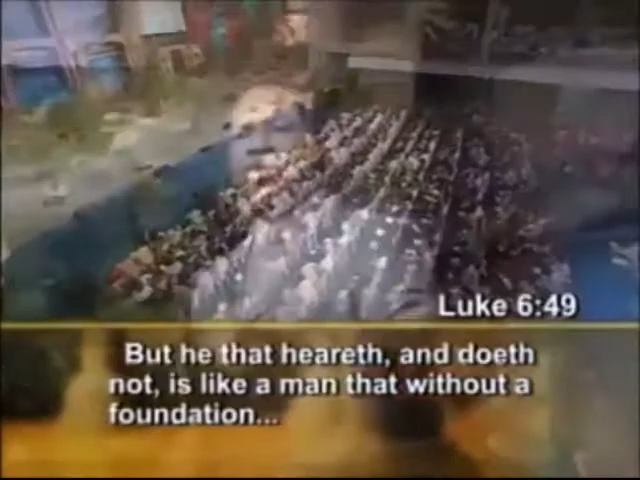 Luke 6:49
But he that heareth, and doeth
not, is like a man that without a
foundation...